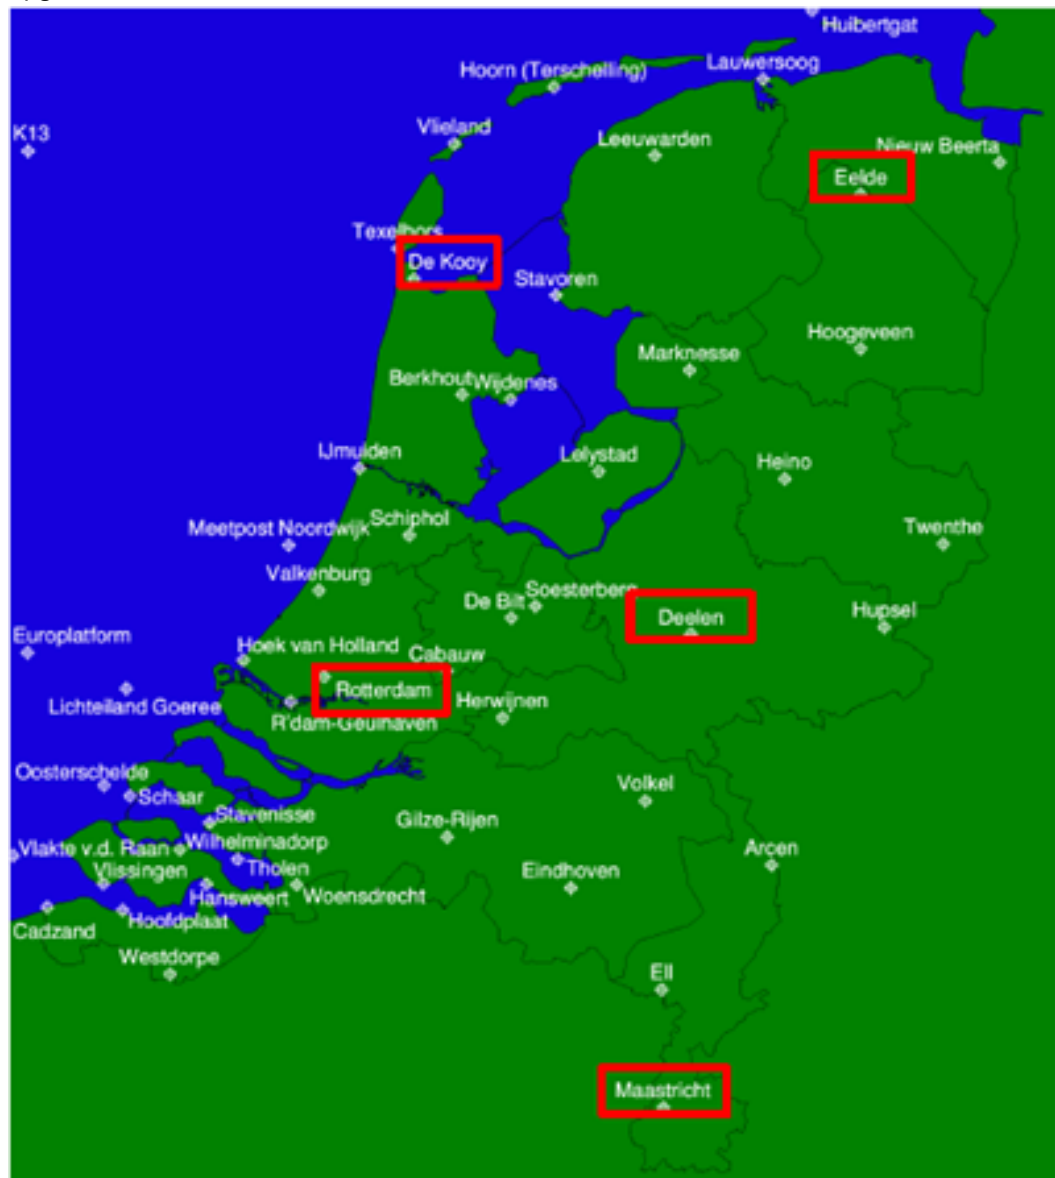 Huibertgat
Lauwersoog
Hoorn (Terschelling)
K13
Vlieland
Leeuwarden
Nieuw Beerta
Eelde
Texelhors
De Kooy
Stavoren
Hoogeveen
Marknesse
Berkhout
Wijdenes
IJmuiden
Lelystad
Heino
Meetpost Noordwijk
Schiphol
Twenthe
Valkenburg
Soesterberg
De Bilt
Deelen
Hupsel
Europlatform
Hoek van Holland
Cabauw
Rotterdam
Lichteiland Goeree
Herwijnen
R'dam-Geulhaven
Oosterschelde
Volkel
Schaar
Stavenisse
Gilze-Rijen
Vlakte v.d. Raan
Wilhelminadorp
Arcen
Vlissingen
Tholen
Eindhoven
Hansweert
Woensdrecht
Hoofdplaat
Cadzand
Westdorpe
Ell
Maastricht